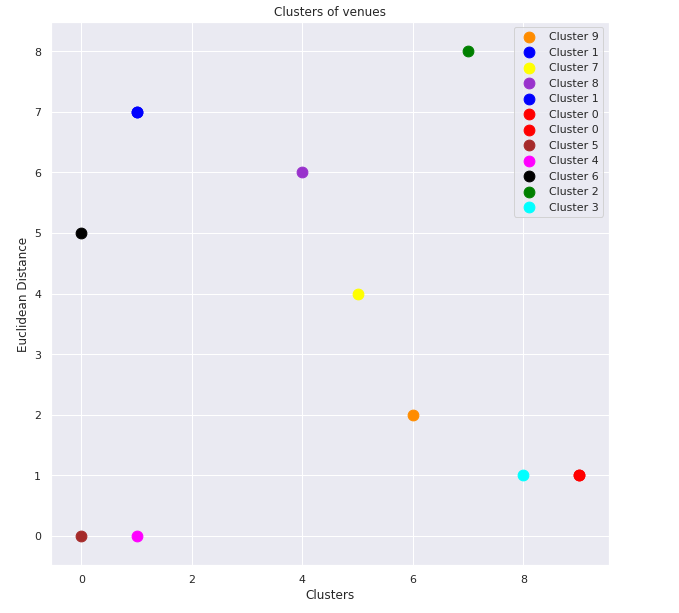 Clusters of venues
Euclidean Distance
8
7
6
5
4
3
2
1
0
Cluster 9
Cluster 1
Cluster 7
Cluster 8
Cluster 1
Cluster 0
Cluster 0
Cluster 5
Cluster 4
Cluster 6
Cluster 2
Cluster 3
0 2 4 6 8
Clusters